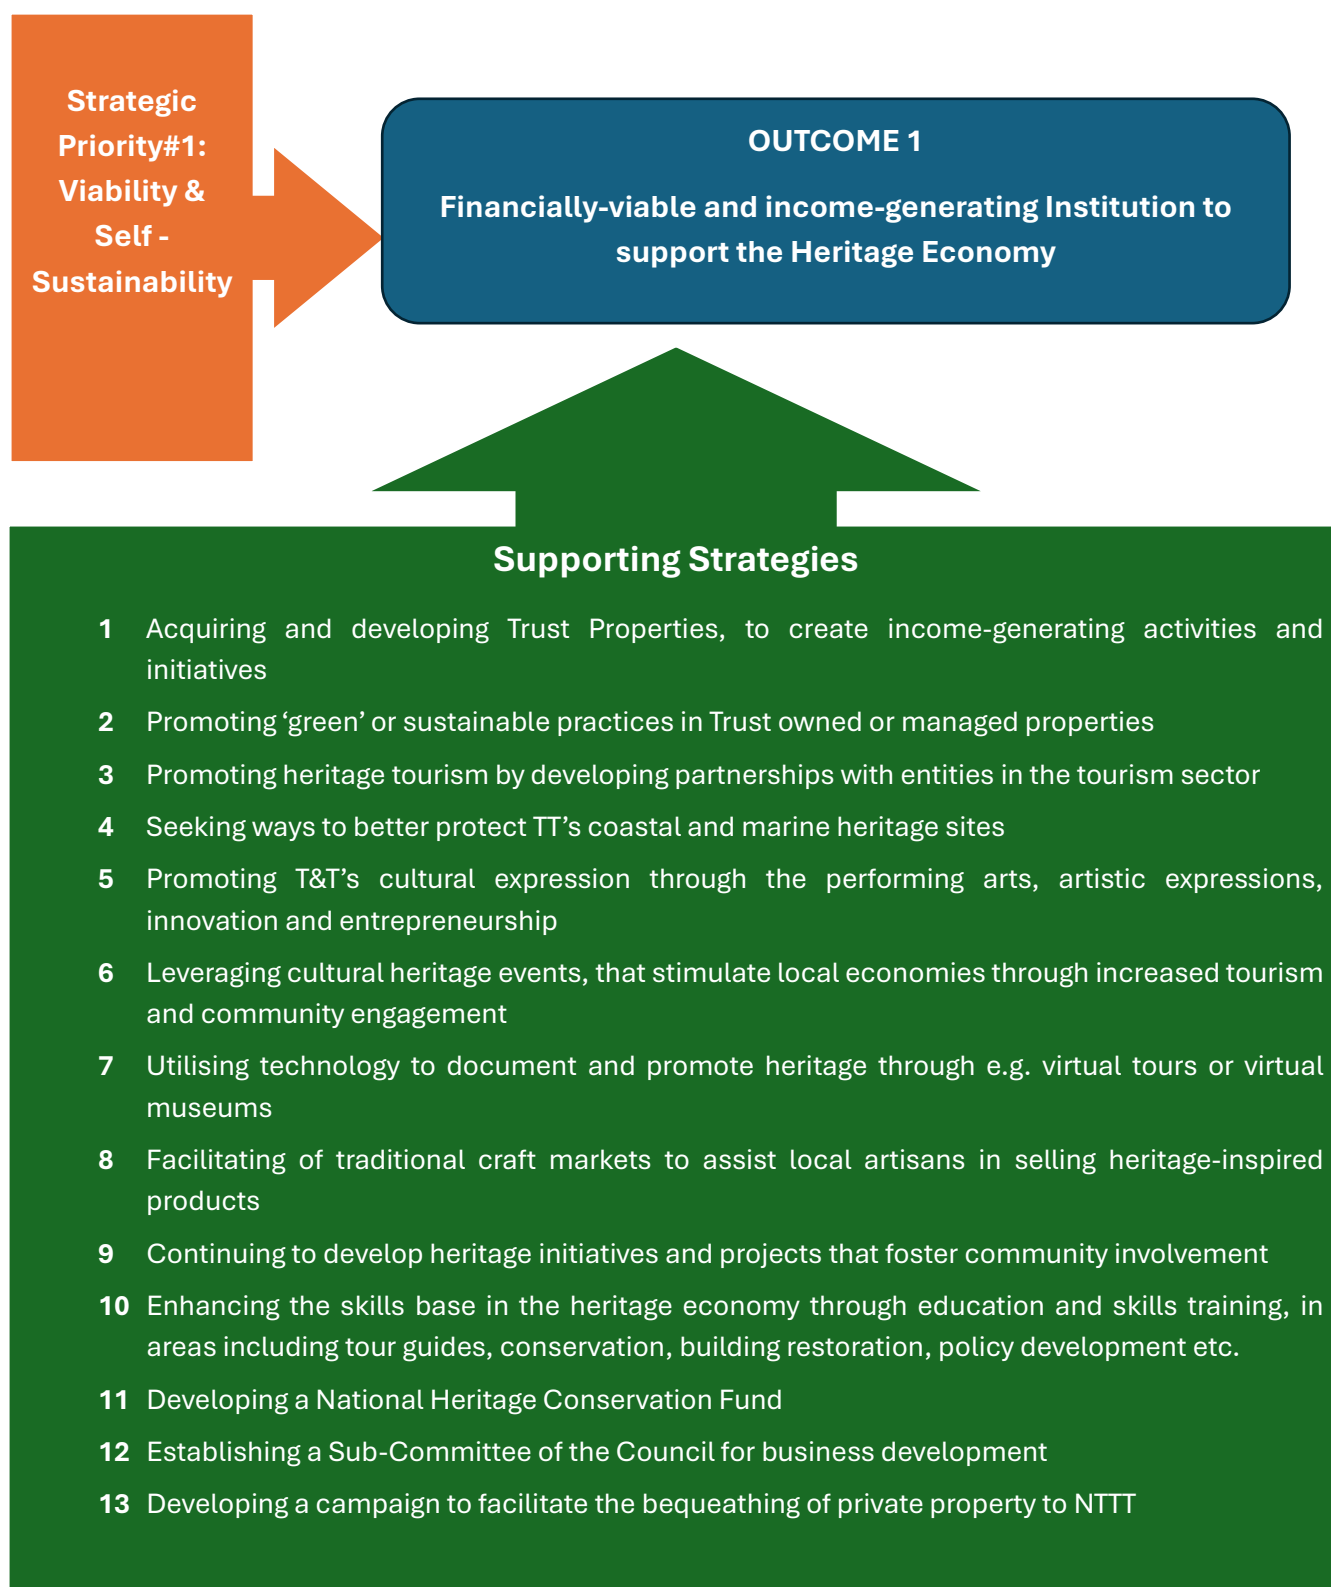 Strategic
Priority#1:
Viability &
Self -
Sustainability
OUTCOME 1
Financially-viable and income-generating Institution to
support the Heritage Economy
Supporting Strategies
1 Acquiring and developing Trust Properties, to create income-generating activities and
initiatives
2 Promoting ‘green’ or sustainable practices in Trust owned or managed properties
3 Promoting heritage tourism by developing partnerships with entities in the tourism sector
4 Seeking ways to better protect TT’s coastal and marine heritage sites
5 Promoting T&T’s cultural expression through the performing arts, artistic expressions,
innovation and entrepreneurship
6 Leveraging cultural heritage events, that stimulate local economies through increased tourism
and community engagement
7 Utilising technology to document and promote heritage through e.g. virtual tours or virtual
museums
8 Facilitating of traditional craft markets to assist local artisans in selling heritage-inspired
products
9 Continuing to develop heritage initiatives and projects that foster community involvement
10 Enhancing the skills base in the heritage economy through education and skills training, in
areas including tour guides, conservation, building restoration, policy development etc.
11 Developing a National Heritage Conservation Fund
12 Establishing a Sub-Committee of the Council for business development
13 Developing a campaign to facilitate the bequeathing of private property to NTTT